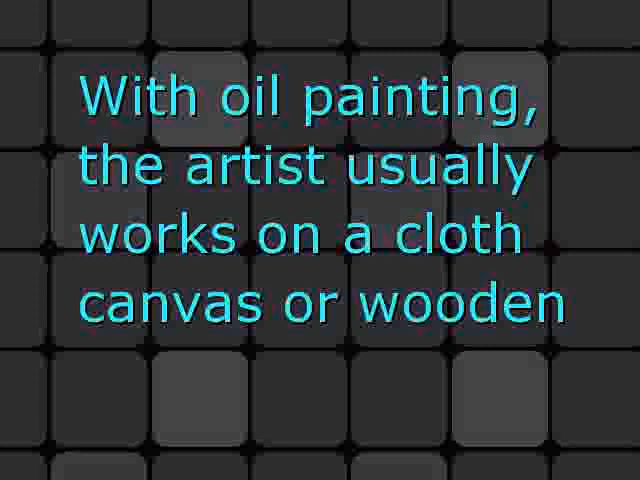 With oil painting,
the artist usually
works on a cloth
canvas or wooden